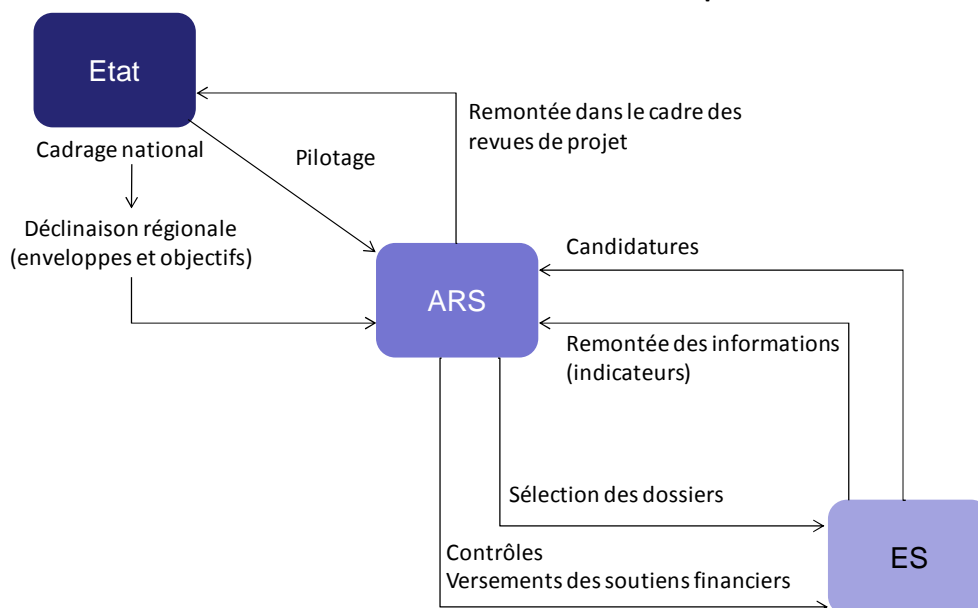 Etat
Cadrage national
Pilotage
Remontée dans le cadre des
revues de projet
Déclinaison régionale
(enveloppes et objectifs)
ARS
Candidatures
Remontée des informations
(indicateurs)
Sélection des dossiers
Contrôles
Versements des soutiens financiers
ES